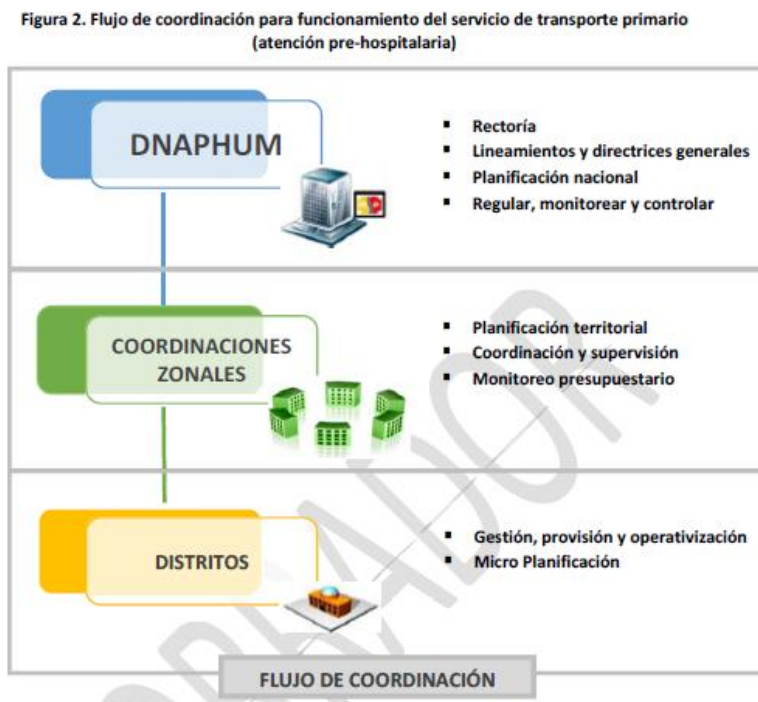 Figura 2. Flujo de coordinación para funcionamiento del servicio de transporte primario
(atención pre-hospitalaria)
DNAPHUM
▪ Rectoría
▪ Lineamientos y directrices generales
▪ Planificación nacional
▪ Regular, monitorear y controlar
COORDINACIONES
ZONALES
▪ Planificación territorial
▪ Coordinación y supervisión
▪ Monitoreo presupuestario
DISTRITOS
▪ Gestión, provisión y operativización
▪ Micro Planificación
FLUJO DE COORDINACIÓN